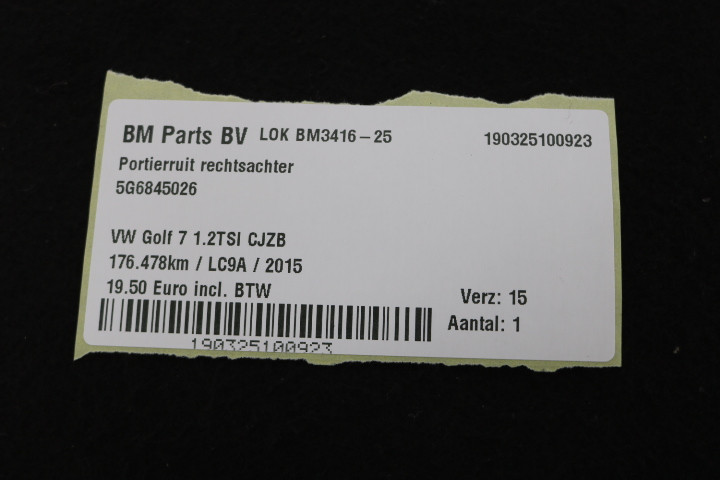 BM Parts BV LOK BM3416-25 190325100923
Portierruit rechtsachter
5G6845026
VW Golf 7 1.2TSI CJZB
176.478km / LC9A / 2015
19.50 Euro incl. BTW Verz: 15
Aantal: 1
190325100923